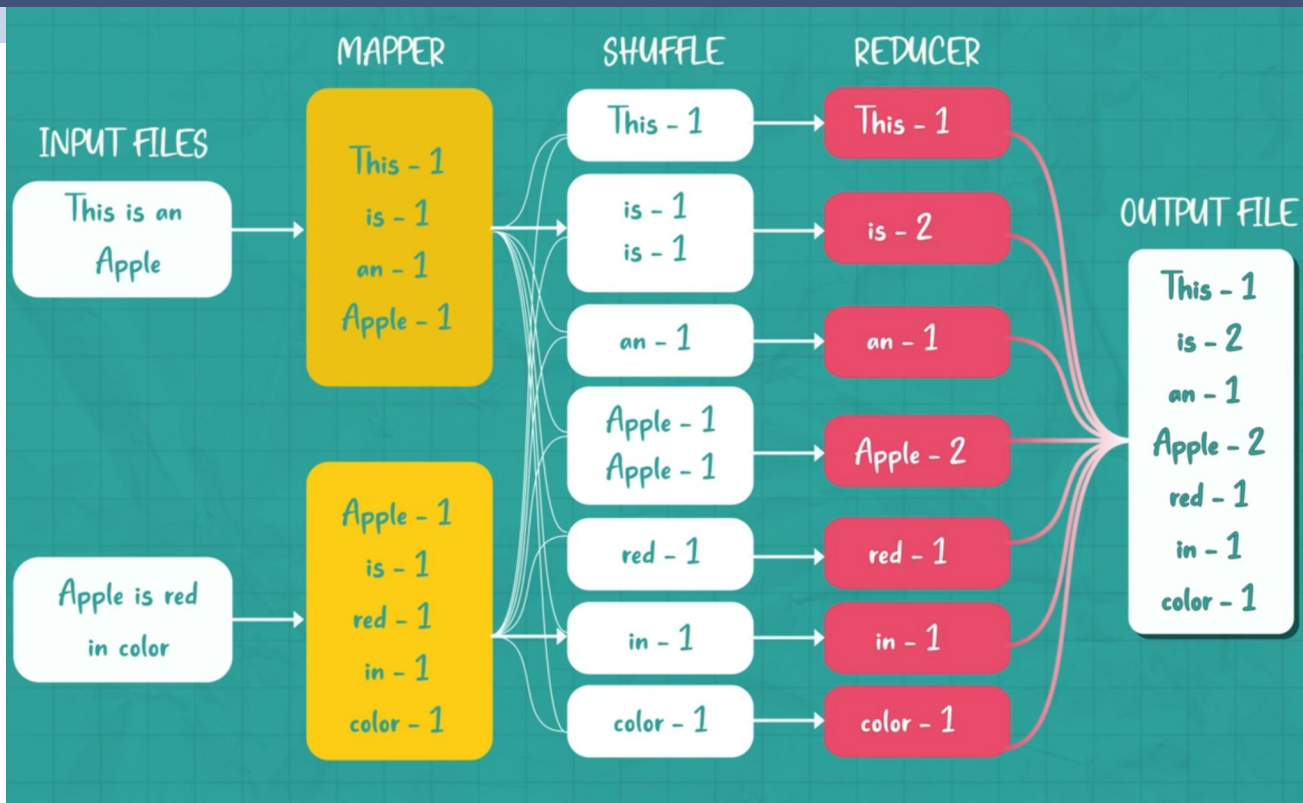 INPUT FILES
This is an
Apple
Apple is red
in color
MAPPER
This - 1
is - 1
an - 1
Apple - 1
Apple - 1
is - 1
red - 1
in - 1
color - 1
SHUFFLE
This - 1
is - 1
is - 1
an - 1
Apple - 1
Apple - 1
red - 1
in - 1
color - 1
REDUCER
This - 1
is - 2
an - 1
Apple - 2
red - 1
in - 1
color - 1
OUTPUT FILE
This - 1
is - 2
an - 1
Apple - 2
red - 1
in - 1
color - 1